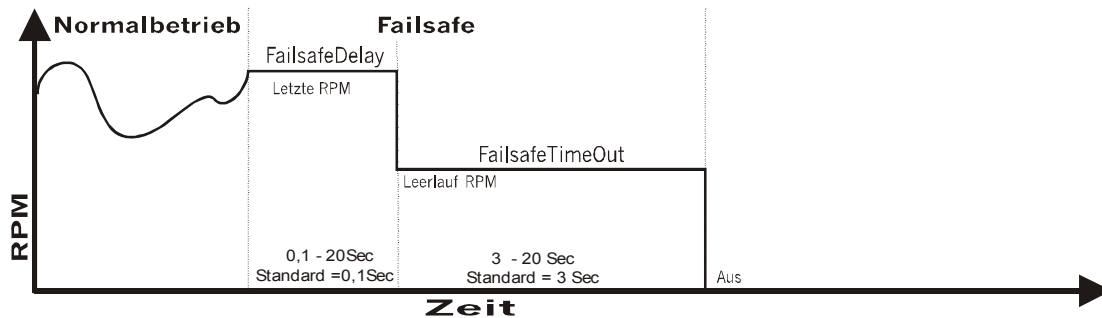 Normalbetrieb
Failsafe
FailsafeDelay
Letzte RPM
FailsafeTimeOut
Leerlauf RPM
RPM
0,1 - 20Sec
Standard =0,1Sec
3 - 20 Sec
Standard = 3 Sec
Aus
Zeit